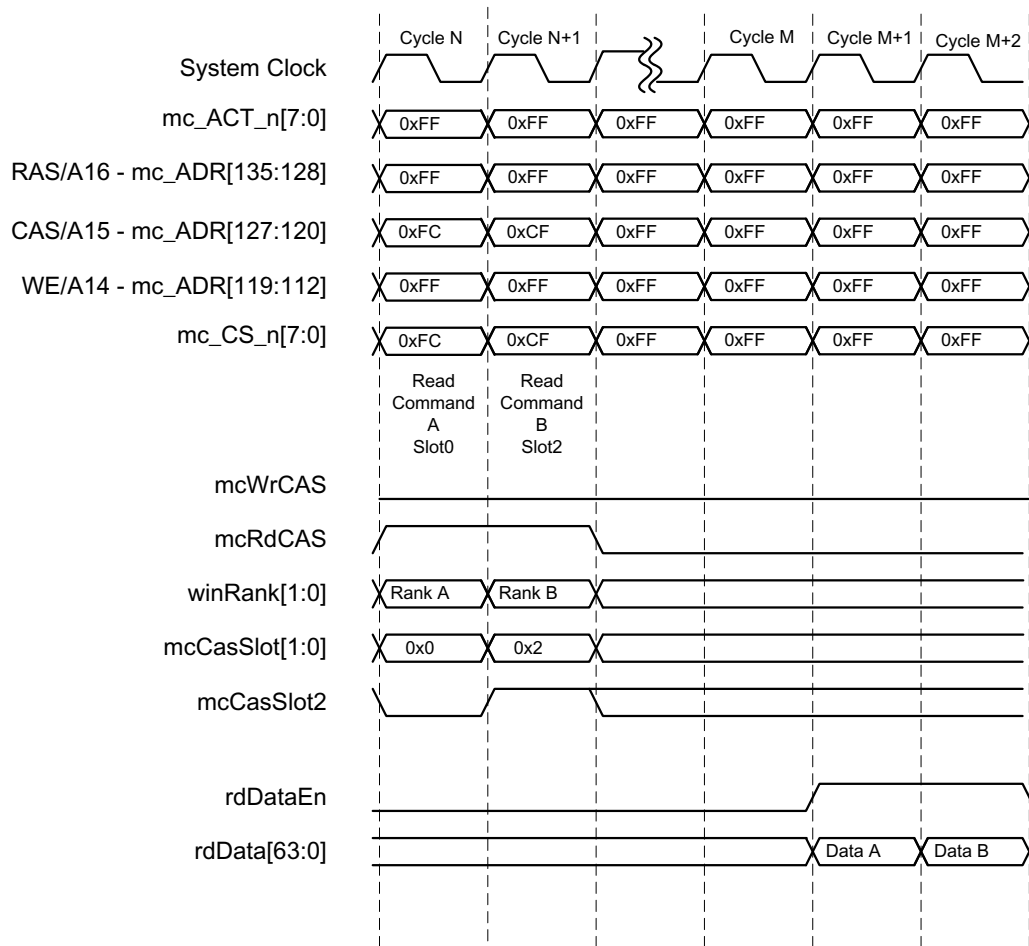 Cycle N Cycle N+1 Cycle M Cycle M+1 Cycle M+2
System Clock
mc_ACT_n[7:0] 0xFF 0xFF 0xFF 0xFF 0xFF 0xFF
RAS/A16 - mc_ADR[135:128] 0xFF 0xFF 0xFF 0xFF 0xFF 0xFF
CAS/A15 - mc_ADR[127:120] 0xFC 0xCF 0xFF 0xFF 0xFF 0xFF
WE/A14 - mc_ADR[119:112] 0xFF 0xFF 0xFF 0xFF 0xFF 0xFF
mc_CS_n[7:0] 0xFC 0xCF 0xFF 0xFF 0xFF 0xFF
Read
Command
A
Slot0
Read
Command
B
Slot2
mcWrCAS
mcRdCAS
winRank[1:0] Rank A Rank B
mcCasSlot[1:0] 0x0 0x2
mcCasSlot2
rdDataEn
rdData[63:0] Data A Data B